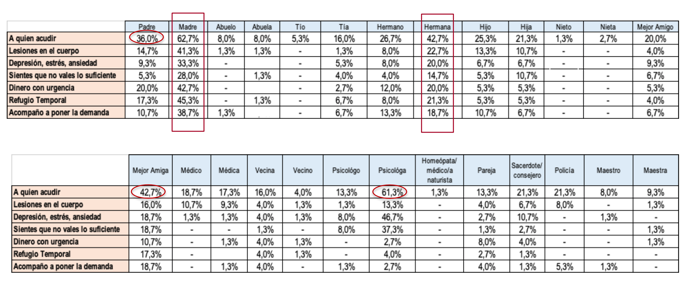 Padre Madre Abuelo Abuela Tío Tía Hermano Hermana Hijo Hija Nieto Nieta Mejor Amigo
A quien acudir 36,0% 62,7% 8,0% 8,0% 5,3% 16,0% 26,7% 42,7% 25,3% 21,3% 1,3% 2,7% 20,0%
Lesiones en el cuerpo 14,7% 41,3% 1,3% 1,3% - 1,3% 8,0% 22,7% 13,3% 10,7% - - 4,0%
Depresión, estrés, ansiedad 9,3% 33,3% - - - 5,3% 8,0% 20,0% 6,7% 6,7% - - 9,3%
Sientes que no vales lo suficiente 5,3% 28,0% - 1,3% - 4,0% 4,0% 14,7% 5,3% 10,7% - - 6,7%
Dinero con urgencia 20,0% 42,7% - - - 2,7% 12,0% 20,0% 5,3% 5,3% - - 5,3%
Refugio Temporal 17,3% 45,3% - 1,3% - 6,7% 8,0% 21,3% 5,3% 5,3% - - 4,0%
Acompaño a poner la demanda 10,7% 38,7% 1,3% - - 6,7% 13,3% 18,7% 10,7% 6,7% - - 6,7%
Mejor Amiga Médico Médica Vecina Vecino Psicológo Psicológa Homeópata/ médico/a naturista Pareja Sacerdote/ consejero Policía Maestro Maestra
A quien acudir 42,7% 18,7% 17,3% 16,0% 4,0% 13,3% 61,3% 1,3% 13,3% 21,3% 21,3% 8,0% 9,3%
Lesiones en el cuerpo 16,0% 10,7% 9,3% 4,0% 1,3% 1,3% 13,3% - 4,0% 6,7% 8,0% - 1,3%
Depresión, estrés, ansiedad 18,7% 1,3% 1,3% 4,0% 1,3% 8,0% 46,7% - 2,7% 10,7% - 1,3% -
Sientes que no vales lo suficiente 18,7% - - 1,3% - 8,0% 37,3% - 1,3% 2,7% - - 1,3%
Dinero con urgencia 10,7% - 1,3% 4,0% 1,3% - 2,7% - 8,0% 4,0% - - 1,3%
Refugio Temporal 17,3% - - 4,0% 1,3% - 4,0% - 2,7% 1,3% - - -
Acompaño a poner la demanda 18,7% - 1,3% 4,0% - 1,3% 2,7% - 4,0% 1,3% 5,3% 1,3% -